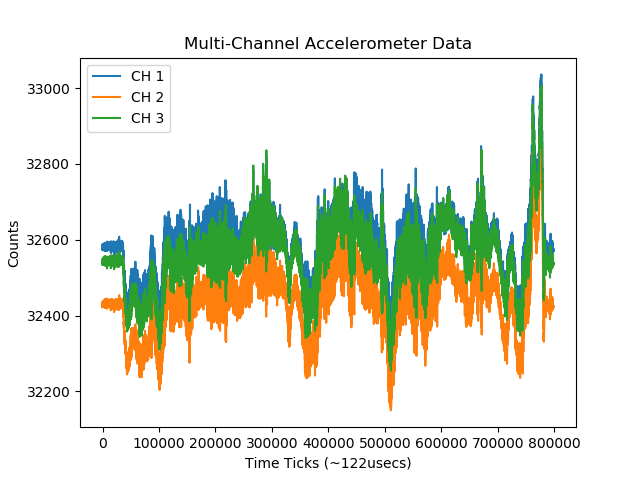 Multi-Channel Accelerometer Data
CH 1
CH 2
CH 3
33000
32800
32600
32400
32200
Counts
0 100000 200000 300000 400000 500000 600000 700000 800000
Time Ticks (~122usecs)